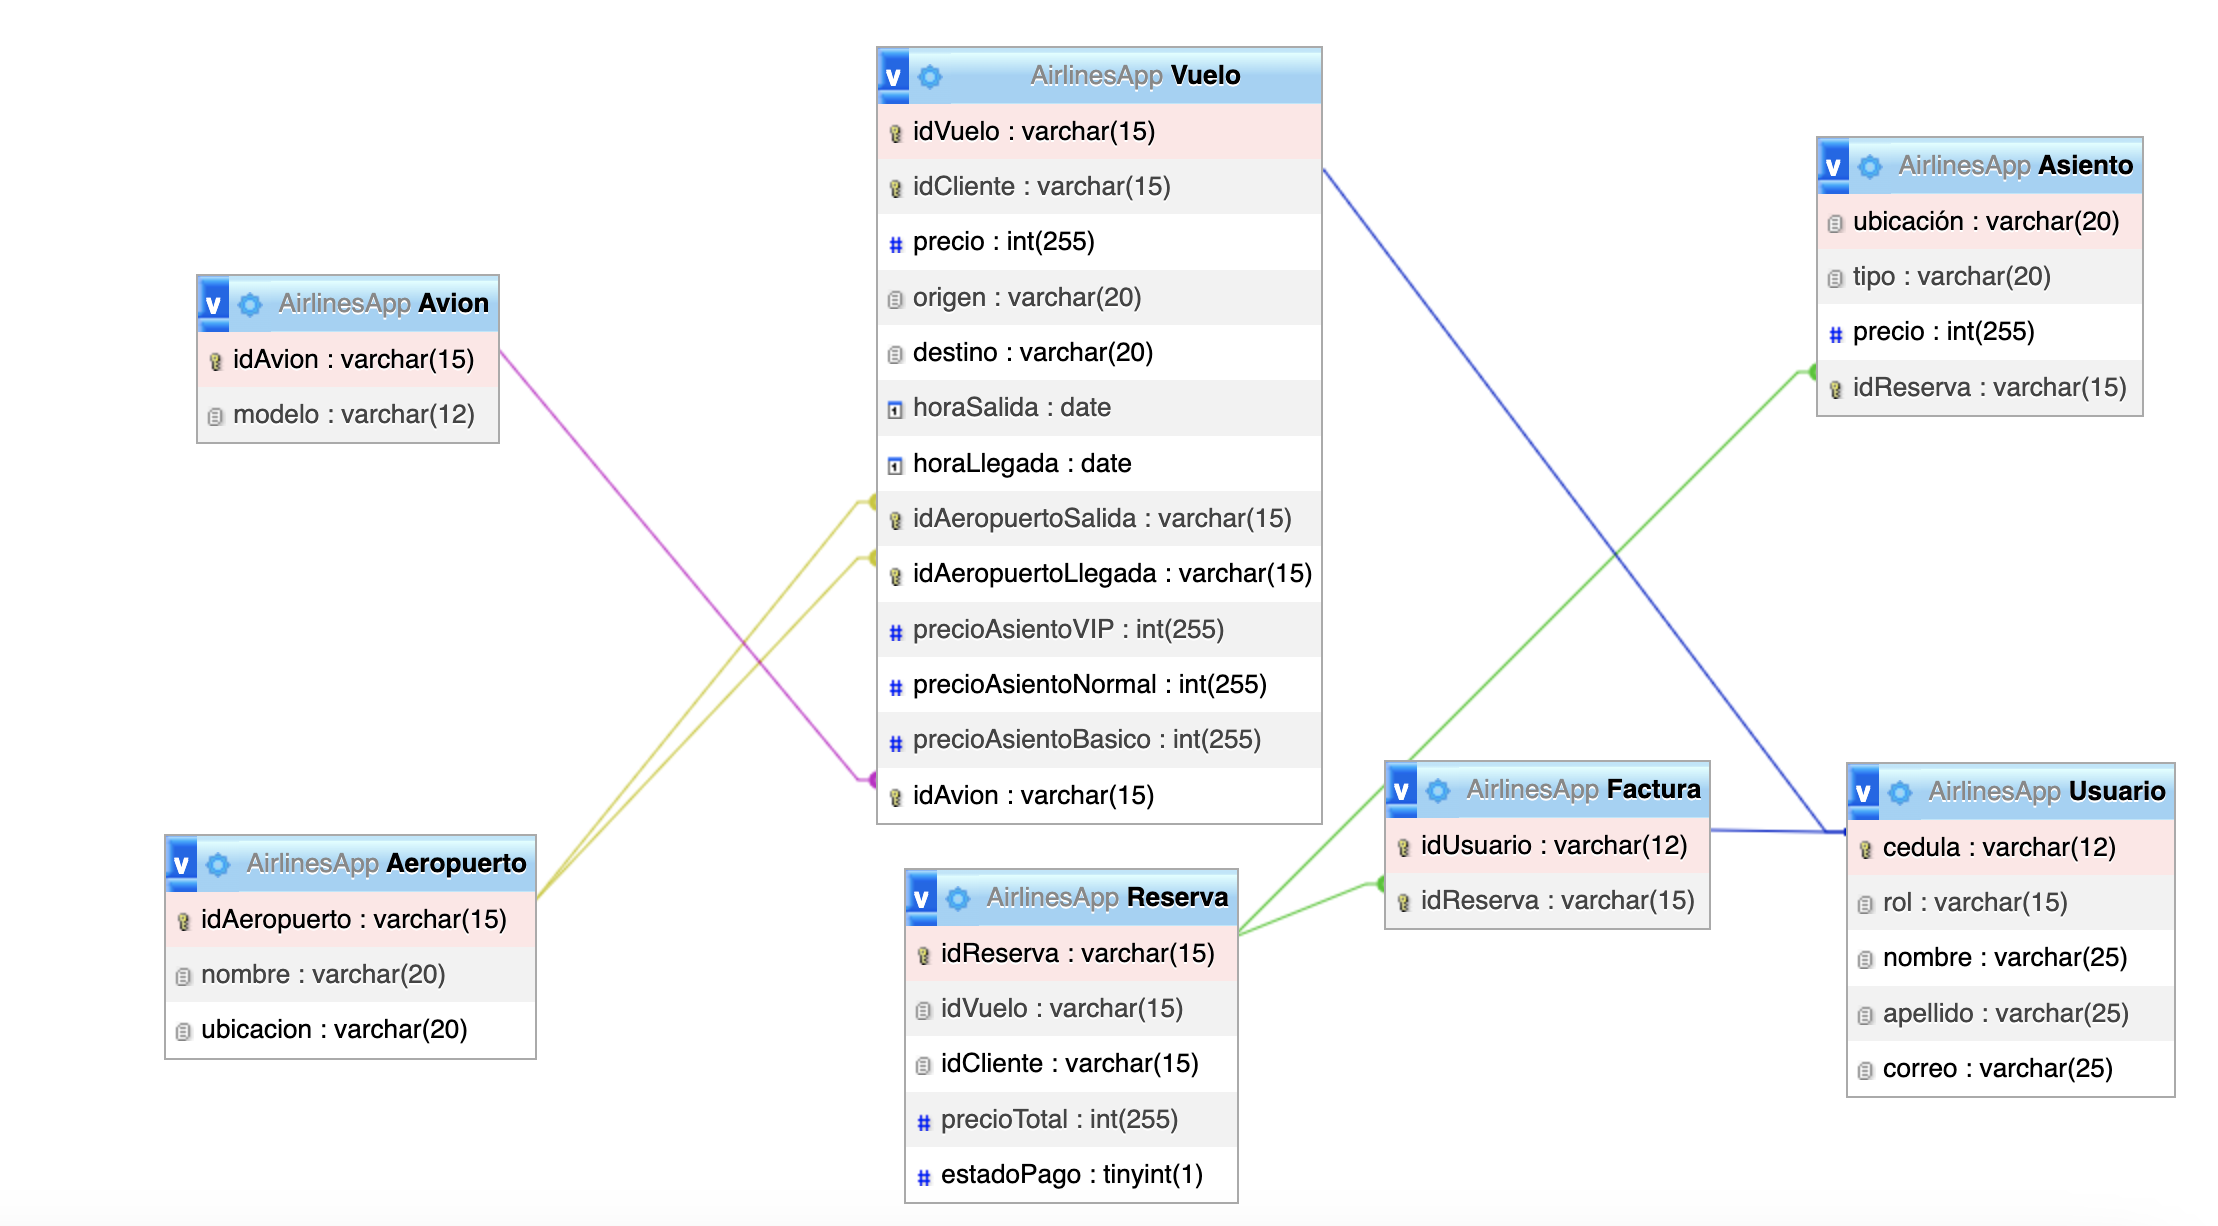 v AirlinesApp Vuelo
idVuelo : varchar(15)
idCliente : varchar(15)
# precio : int(255)
origen : varchar(20)
destino : varchar(20)
horaSalida : date
horaLlegada : date
idAeropuertoSalida : varchar(15)
idAeropuertoLlegada : varchar(15)
# precioAsientoVIP : int(255)
# precioAsientoNormal : int(255)
# precioAsientoBasico : int(255)
idAvion : varchar(15)
v AirlinesApp Asiento
ubicación : varchar(20)
tipo : varchar(20)
# precio : int(255)
idReserva : varchar(15)
v AirlinesApp Avion
idAvion : varchar(15)
modelo : varchar(12)
v AirlinesApp Aeropuerto
idAeropuerto : varchar(15)
nombre : varchar(20)
ubicacion : varchar(20)
v AirlinesApp Reserva
idReserva : varchar(15)
idVuelo : varchar(15)
idCliente : varchar(15)
# precioTotal : int(255)
# estadoPago : tinyint(1)
v AirlinesApp Factura
idUsuario : varchar(12)
idReserva : varchar(15)
v AirlinesApp Usuario
cedula : varchar(12)
rol : varchar(15)
nombre : varchar(25)
apellido : varchar(25)
correo : varchar(25)